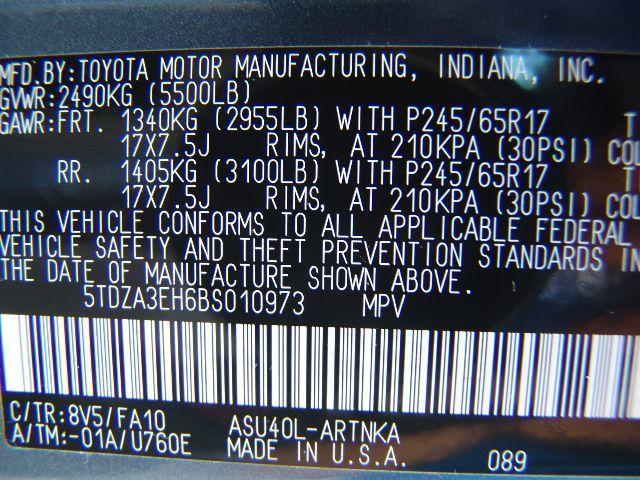 MFD.BY:TOYOTA MOTOR MANUFACTURING, INDIANA, INC.
GVWR:2490KG (5500LB)
GAWR:FRT. 1340KG (2955LB) WITH P245/65R17
17X7.5J RIMS, AT 210KPA (30PSI)
RR. 1405KG (3100LB) WITH P245/65R17
17X7.5J RIMS, AT 210KPA (30PSI)
THIS VEHICLE CONFORMS TO ALL APPLICABLE FEDERAL
VEHICLE SAFETY AND THEFT PREVENTION STANDARDS IN
THE DATE OF MANUFACTURE SHOWN ABOVE.
5TDZA3EH6BS010973 MPV
C/TR:8V5/FA10 ASU40L-ARTNKA
A/TM:-01A/U760E MADE IN U.S.A. 089